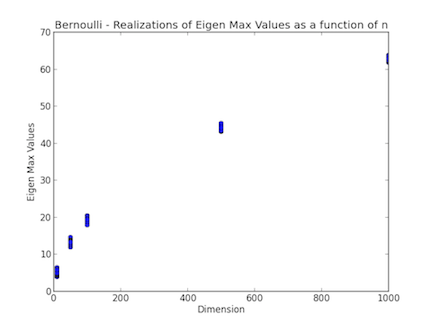 Bernoulli - Realizations of Eigen Max Values as a function of n
70
60
50
40
30
20
10
0
Eigen Max Values
0 200 400 600 800 1000
Dimension